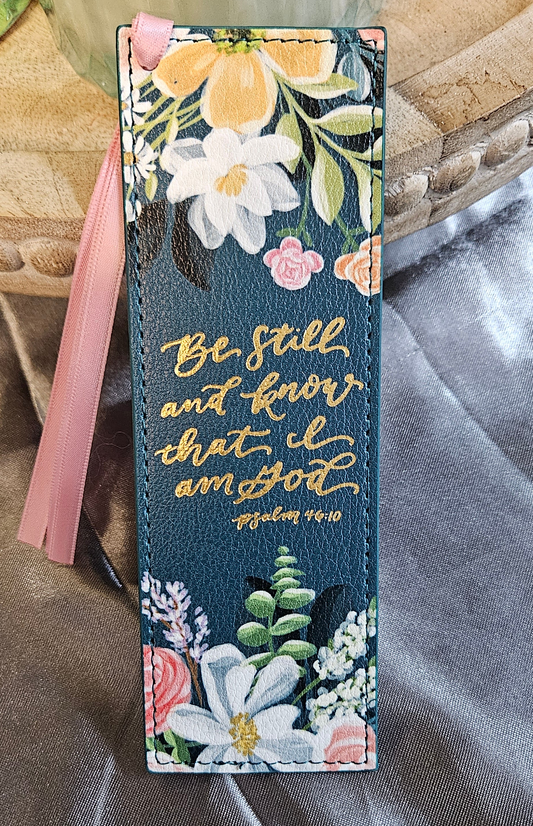 Be Still
and know
that I
am God
psalm 46:10